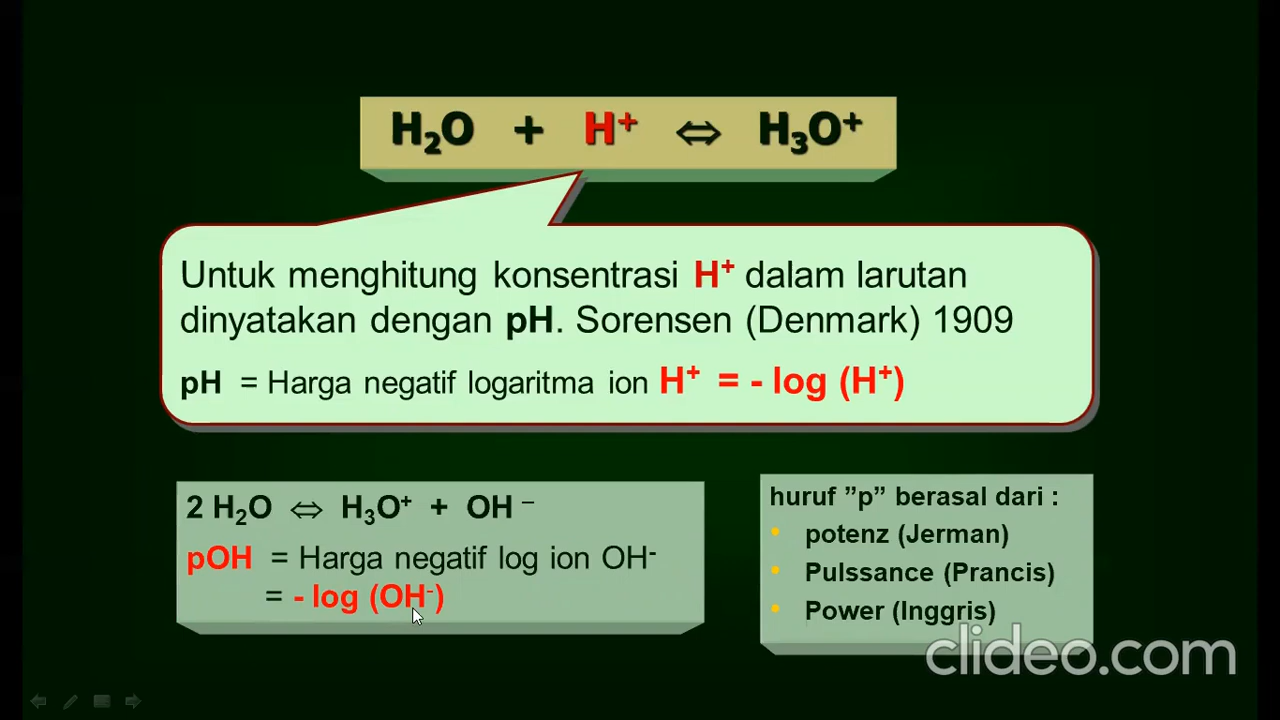 H₂O + H⁺ ⇔ H₃O⁺
Untuk menghitung konsentrasi H⁺ dalam larutan
dinyatakan dengan pH. Sorensen (Denmark) 1909
pH = Harga negatif logaritma ion H⁺ = - log (H⁺)
2 H₂O ⇔ H₃O⁺ + OH ⁻
pOH = Harga negatif log ion OH⁻
= - log (OH⁻)
huruf ”p” berasal dari :
• potenz (Jerman)
• Pulssance (Prancis)
• Power (Inggris)
clideo.com